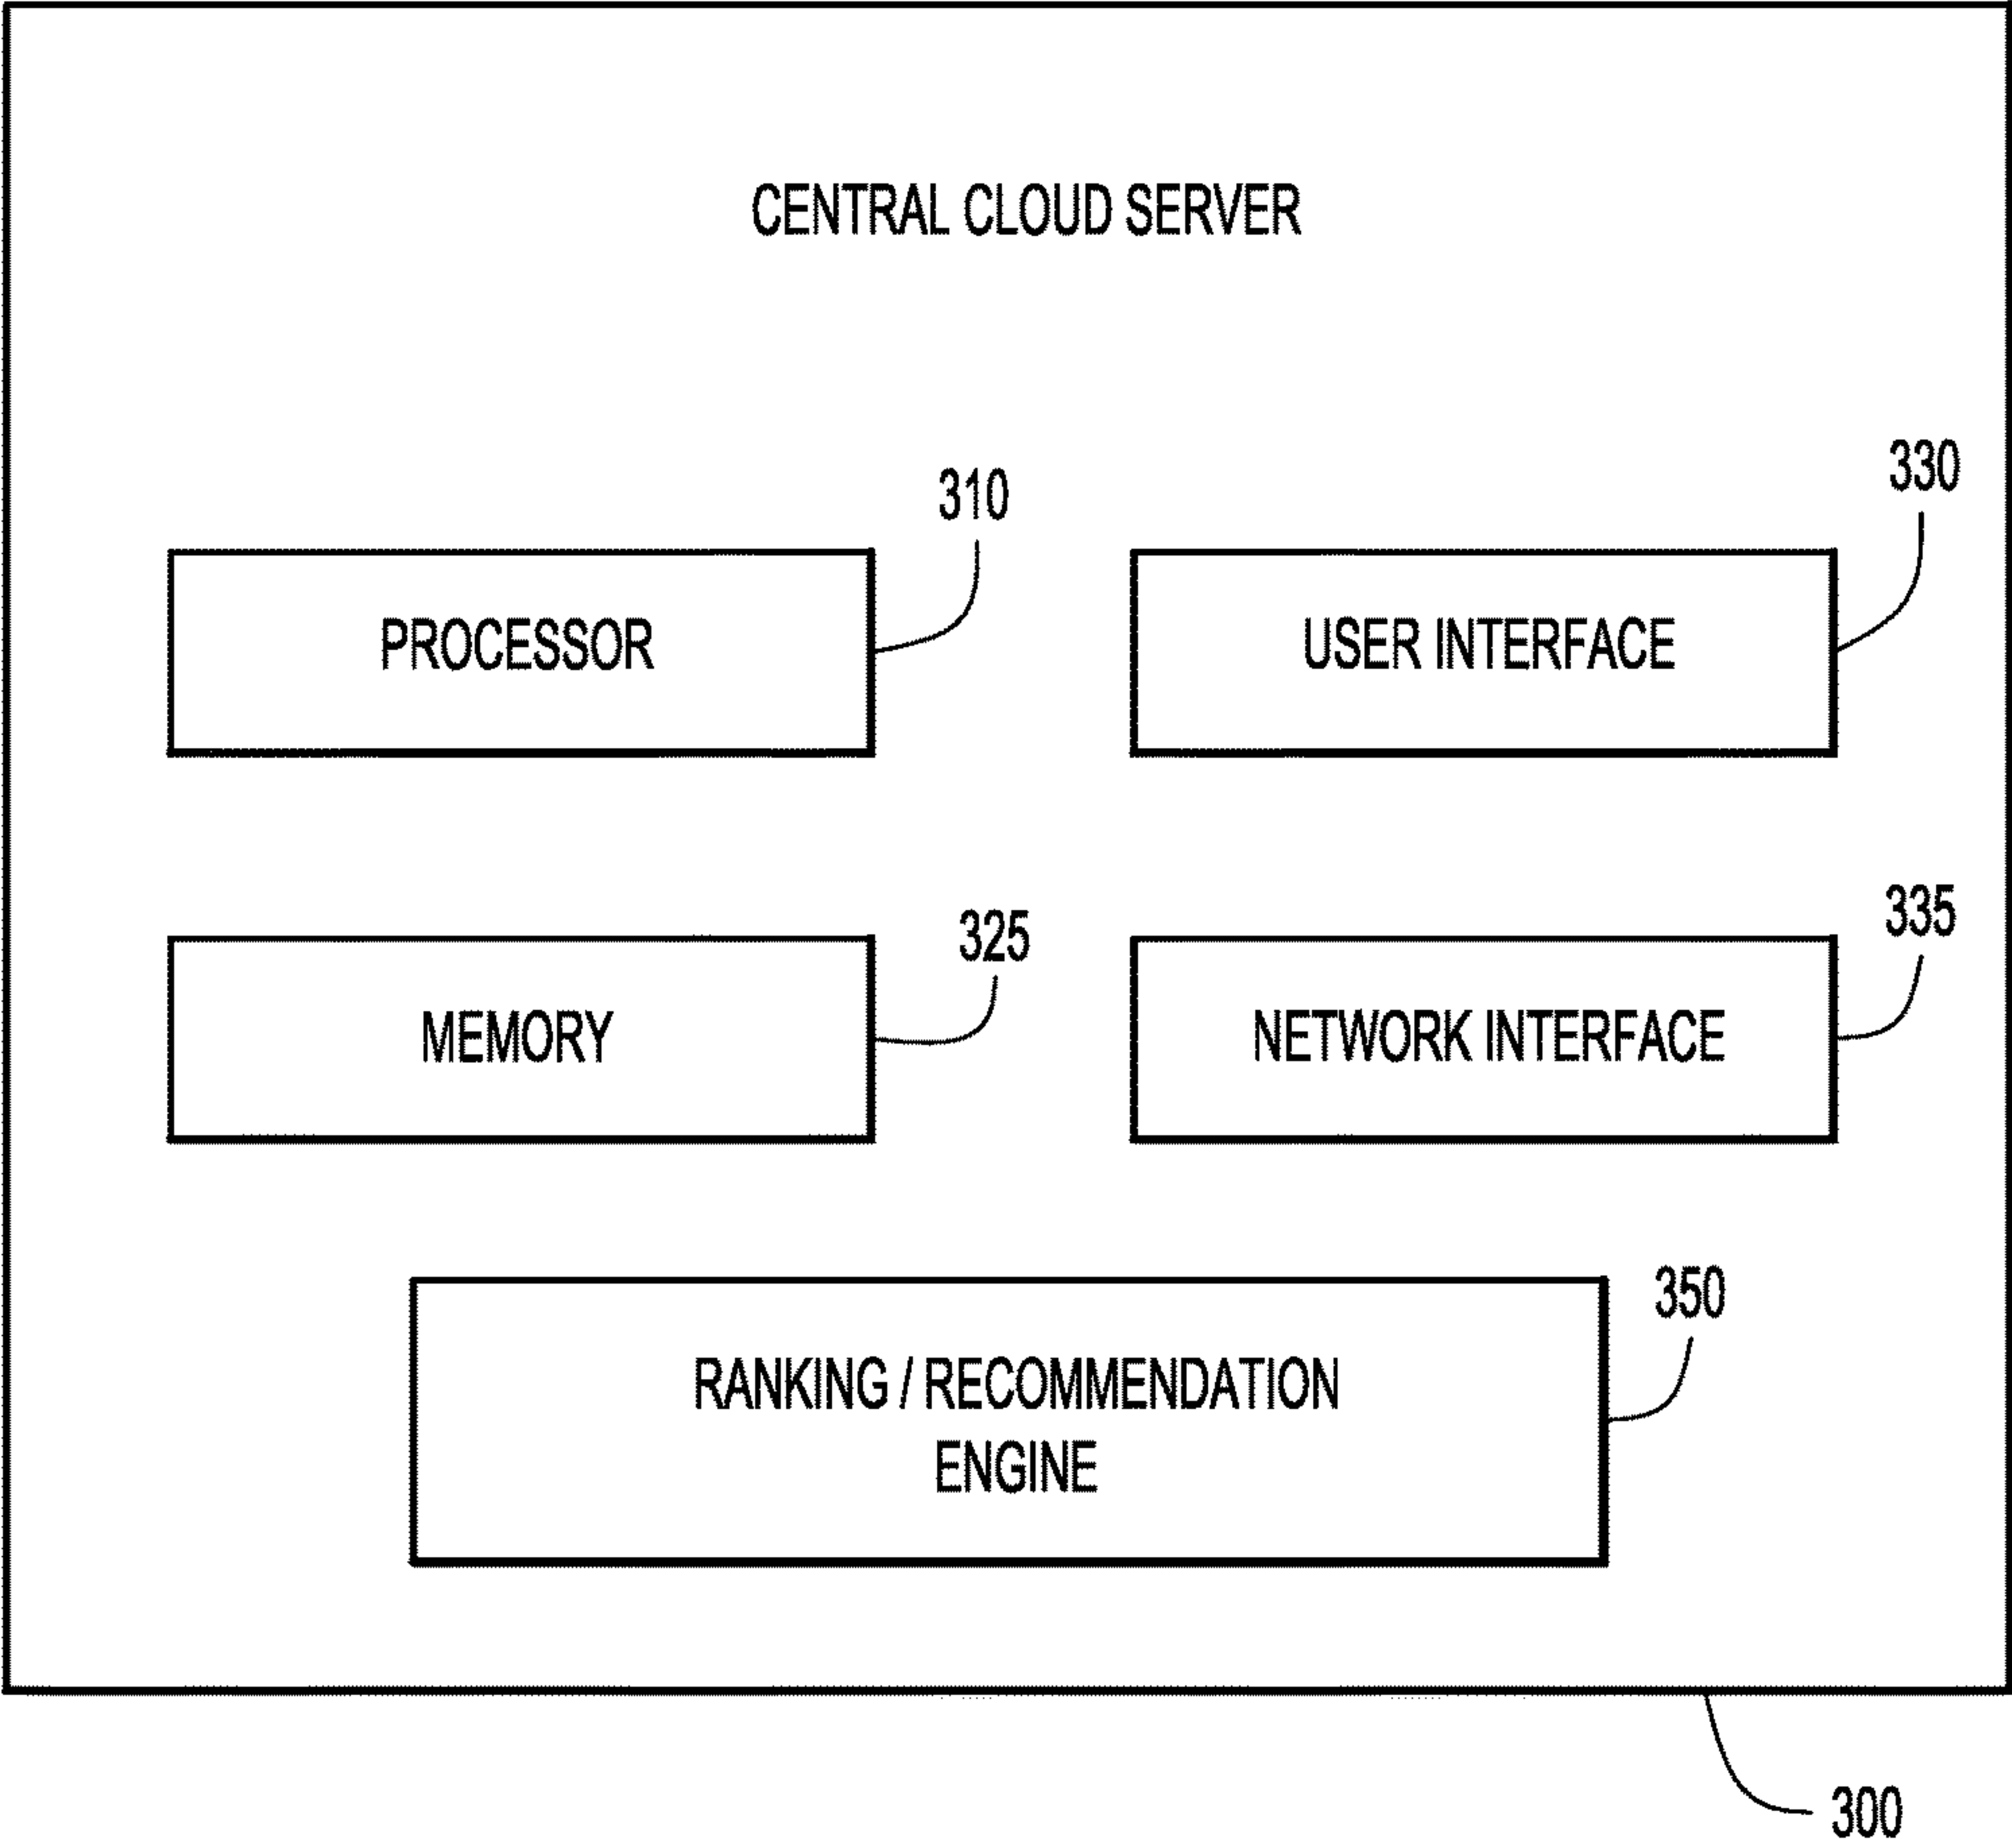 CENTRAL CLOUD SERVER
310
330
PROCESSOR
USER INTERFACE
325
335
MEMORY
NETWORK INTERFACE
350
RANKING / RECOMMENDATION
ENGINE
300